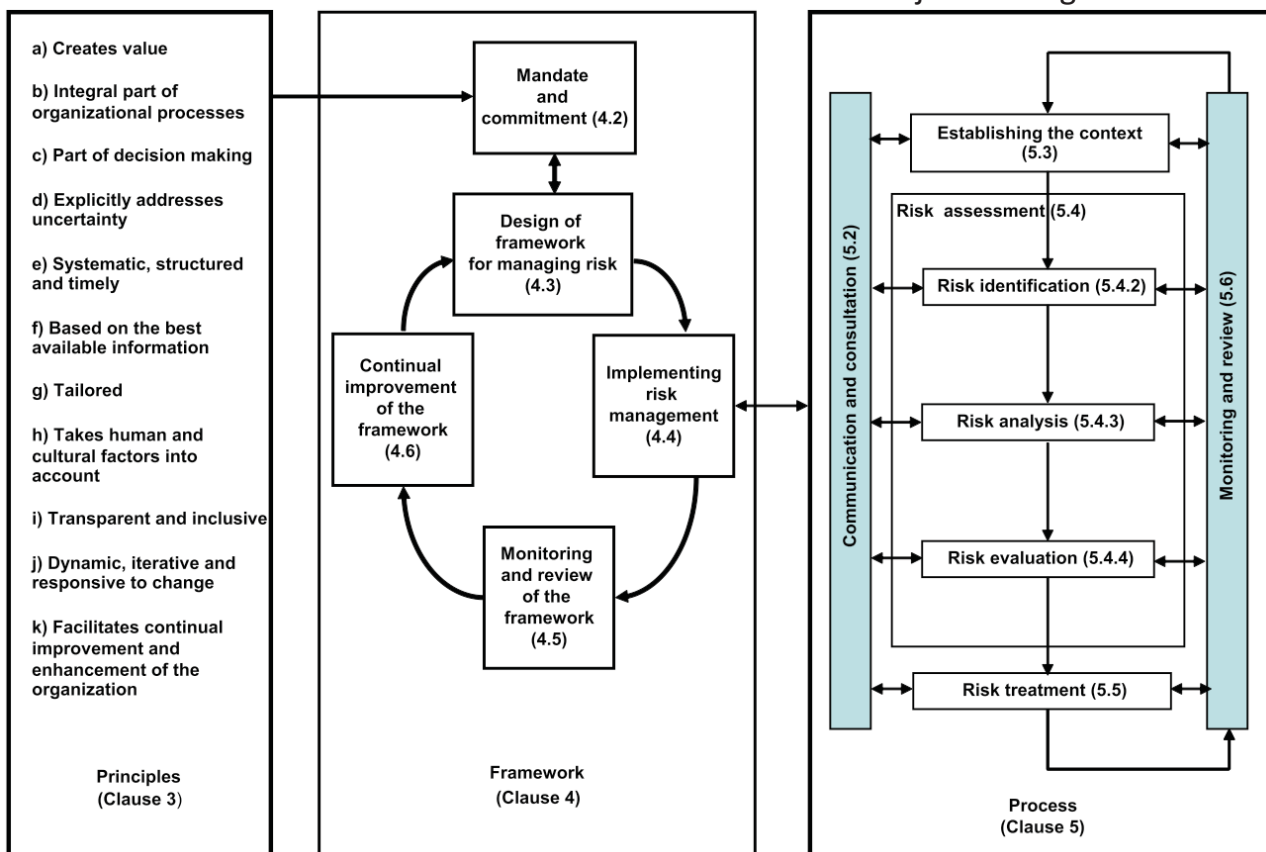 a) Creates value
b) Integral part of
organizational processes
c) Part of decision making
d) Explicitly addresses
uncertainty
e) Systematic, structured
and timely
f) Based on the best
available information
g) Tailored
h) Takes human and
cultural factors into
account
i) Transparent and inclusive
j) Dynamic, iterative and
responsive to change
k) Facilitates continual
improvement and
enhancement of the
organization
Principles
(Clause 3)
Mandate
and
commitment (4.2)
Design of
framework
for managing risk
(4.3)
Implementing
risk
management
(4.4)
Monitoring
and review
of the
framework
(4.5)
Continual
improvement
of the
framework
(4.6)
Framework
(Clause 4)
Communication and consultation (5.2)
Establishing the context
(5.3)
Risk assessment (5.4)
Risk identification (5.4.2)
Risk analysis (5.4.3)
Risk evaluation (5.4.4)
Risk treatment (5.5)
Monitoring and review (5.6)
Process
(Clause 5)